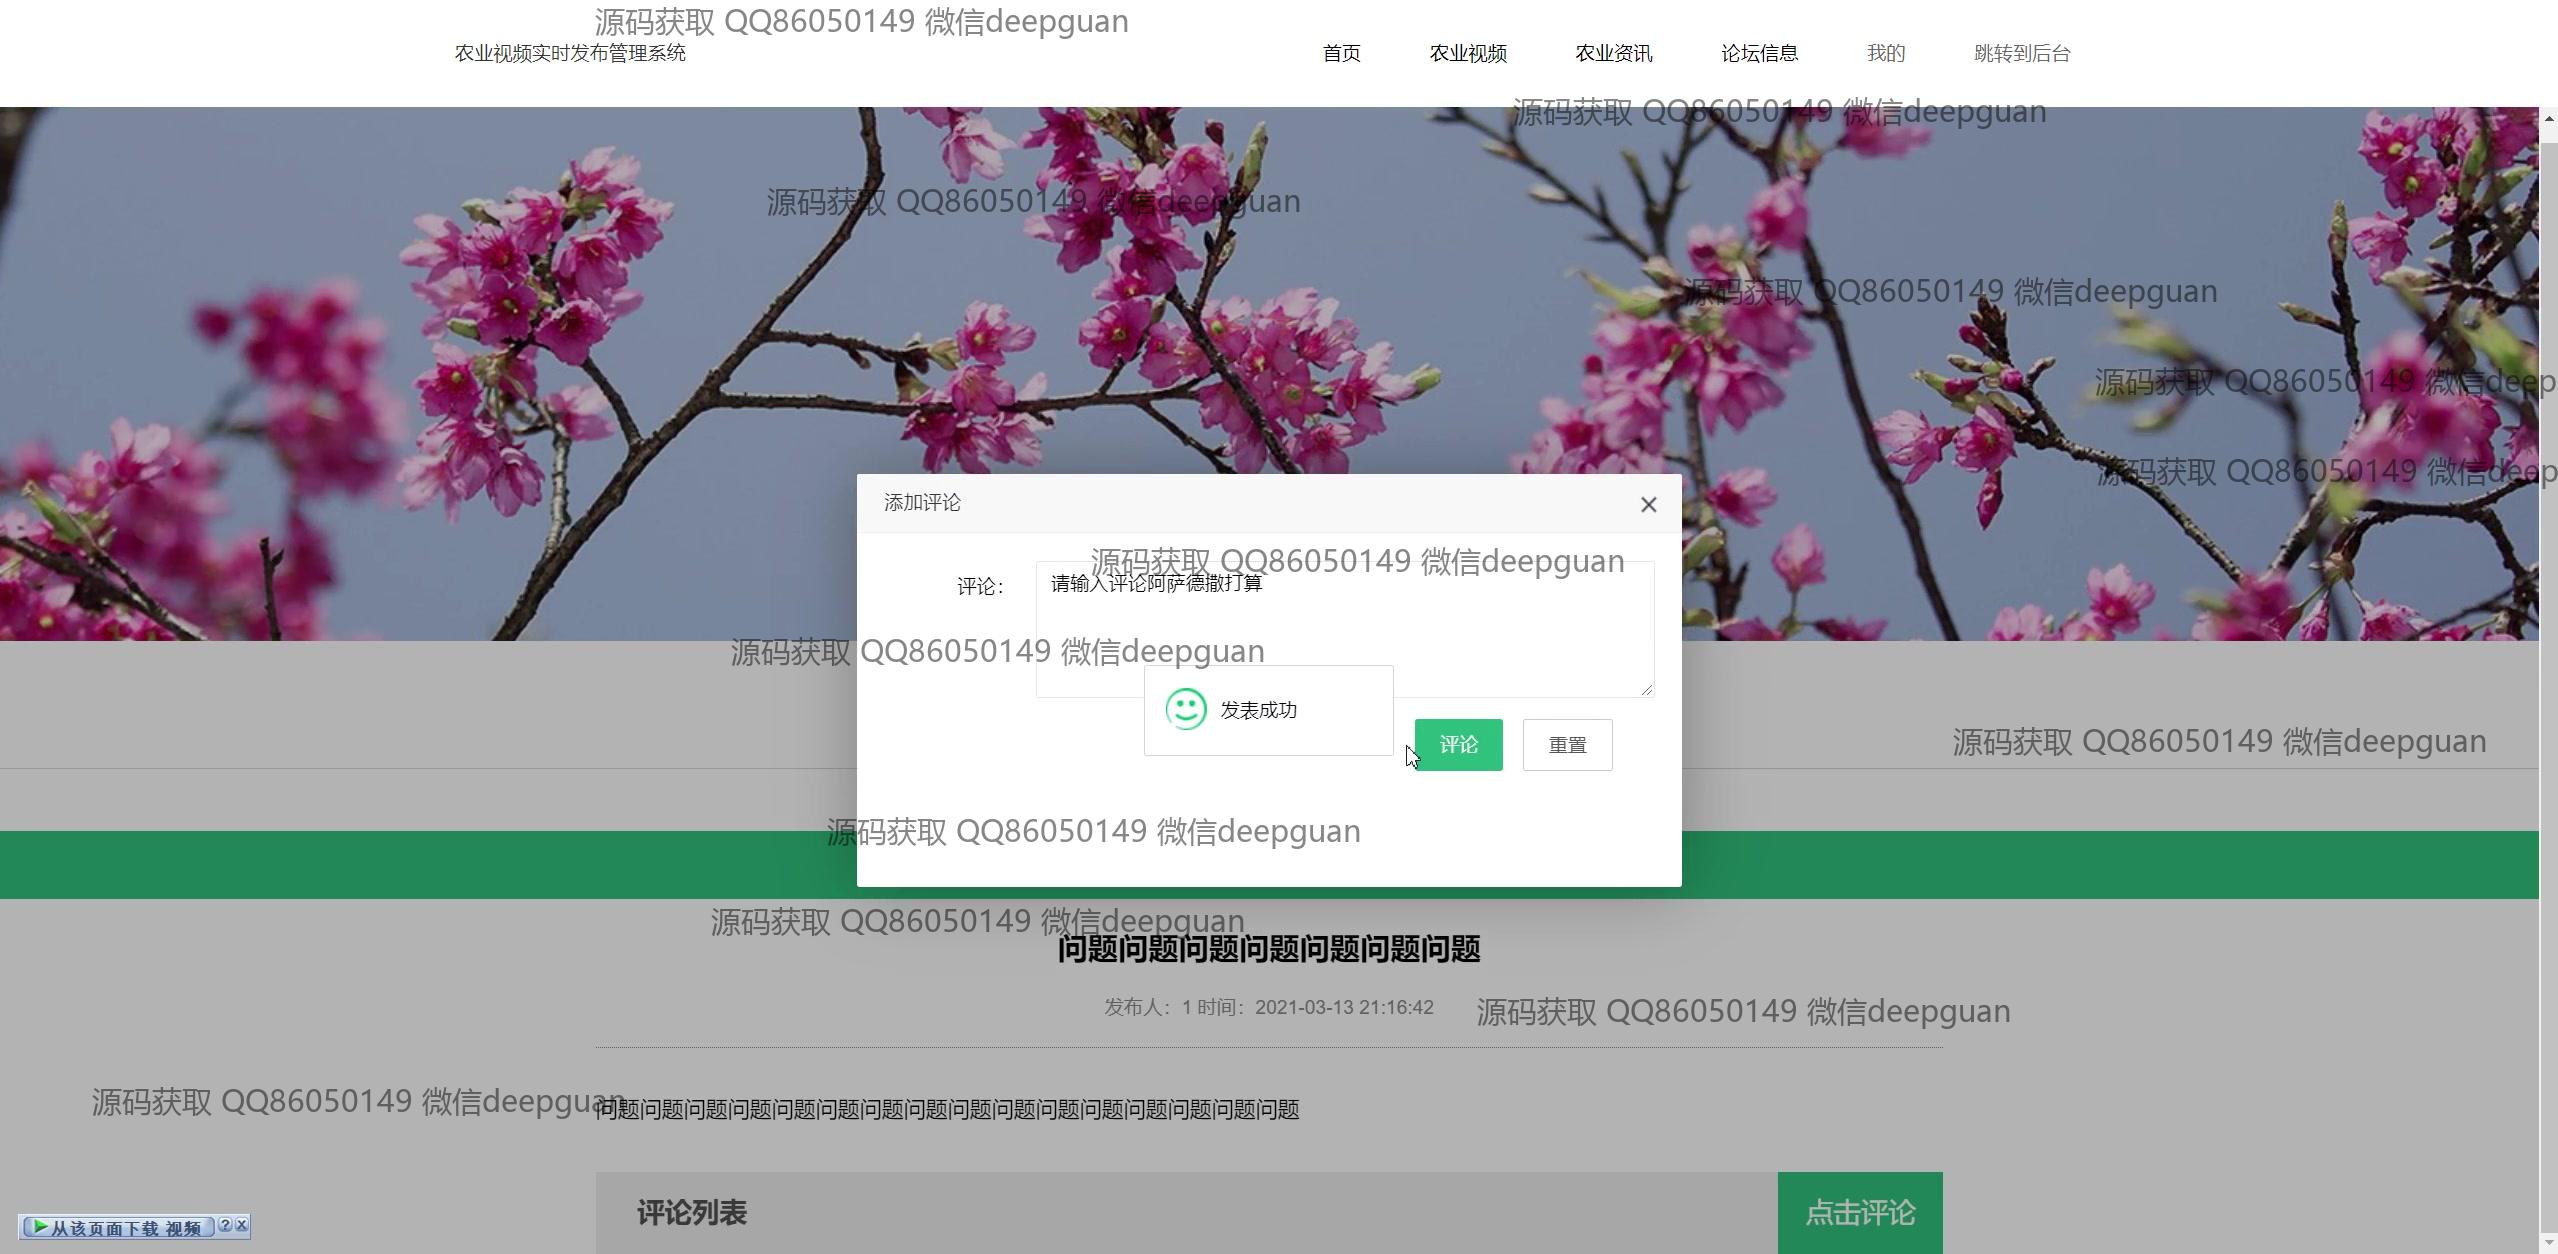 源码获取 QQ86050149 微信deepguan
农业视频实时发布管理系统
首页
农业视频
农业资讯
论坛信息
我的
跳转到后台
源码获取 QQ86050149 微信deepguan
源码获取 QQ86050149 微信deepguan
源码获取 QQ86050149 微信deepguan
源码获取 QQ86050149 微信deep
源码获取 QQ86050149 微信deep
添加评论
源码获取 QQ86050149 微信deepguan
评论：
请输入评论阿萨德撒打算
源码获取 QQ86050149 微信deepguan
发表成功
评论
重置
源码获取 QQ86050149 微信deepguan
源码获取 QQ86050149 微信deepguan
源码获取 QQ86050149 微信deepguan
问题问题问题问题问题问题问题
发布人：1 时间：2021-03-13 21:16:42
源码获取 QQ86050149 微信deepguan
源码获取 QQ86050149 微信deepguan
问题问题问题问题问题问题问题问题问题问题问题问题问题问题问题问题
评论列表
点击评论
从该页面下载 视频